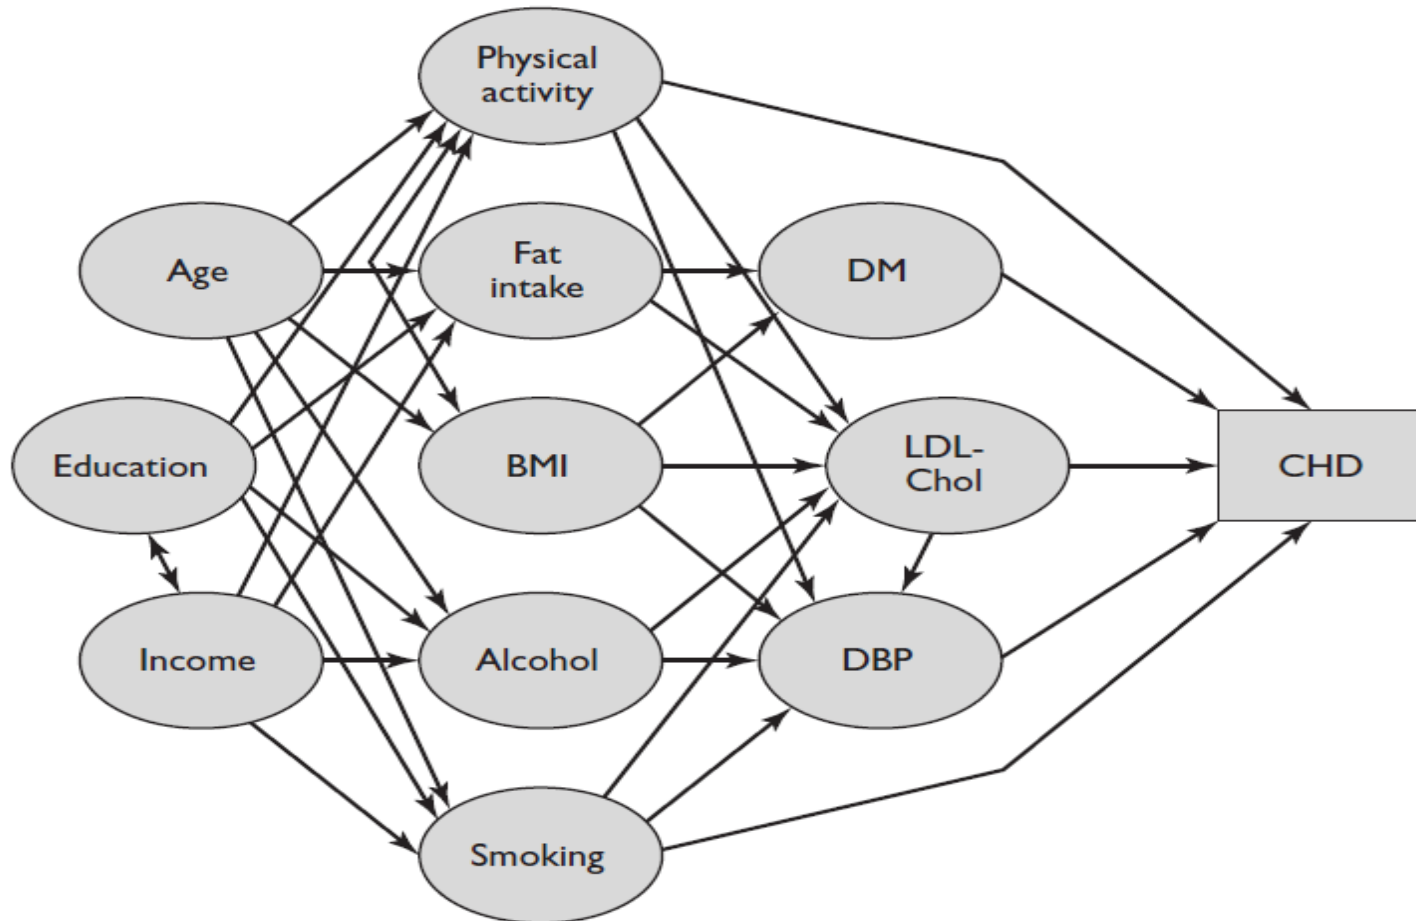 Physical
activity
Age
Fat
intake
DM
Education
BMI
LDL-
Chol
CHD
Income
Alcohol
DBP
Smoking